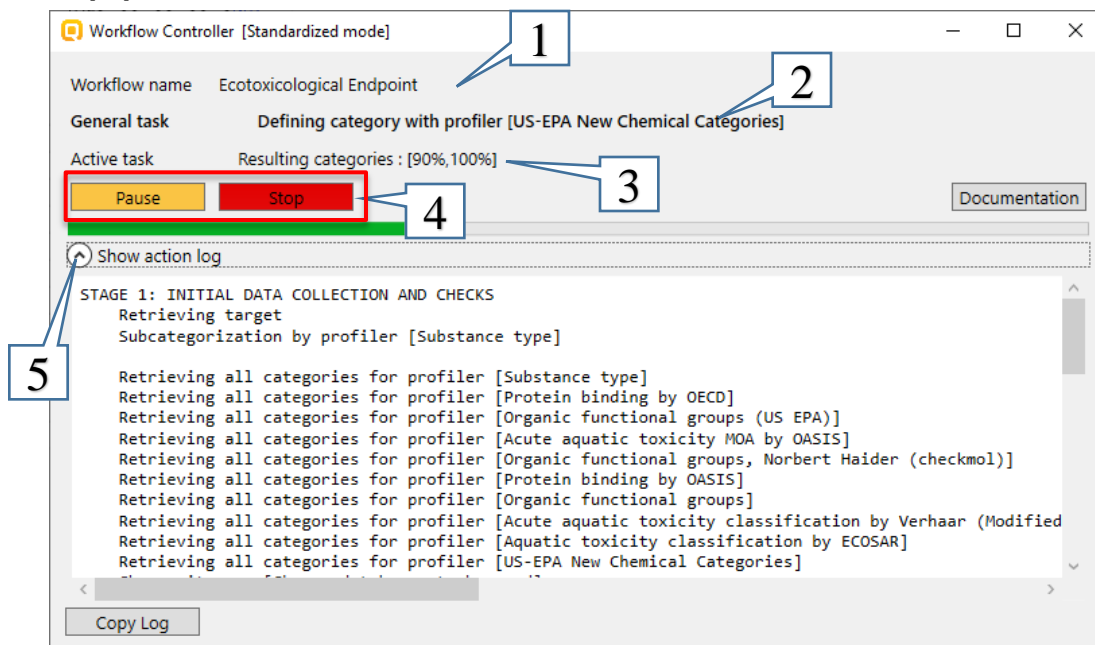 Workflow Controller [Standardized mode]
1
Workflow name Ecotoxicological Endpoint
2
General task Defining category with profiler [US-EPA New Chemical Categories]
Active task Resulting categories : [90%,100%]
3
Pause Stop
4
Documentation
Show action log
5
STAGE 1: INITIAL DATA COLLECTION AND CHECKS
Retrieving target
Subcategorization by profiler [Substance type]
Retrieving all categories for profiler [Substance type]
Retrieving all categories for profiler [Protein binding by OECD]
Retrieving all categories for profiler [Organic functional groups (US EPA)]
Retrieving all categories for profiler [Acute aquatic toxicity MOA by OASIS]
Retrieving all categories for profiler [Organic functional groups, Norbert Haider (checkmol)]
Retrieving all categories for profiler [Protein binding by OASIS]
Retrieving all categories for profiler [Organic functional groups]
Retrieving all categories for profiler [Acute aquatic toxicity classification by Verhaar (Modified
Retrieving all categories for profiler [Aquatic toxicity classification by ECOSAR]
Retrieving all categories for profiler [US-EPA New Chemical Categories]
Copy Log